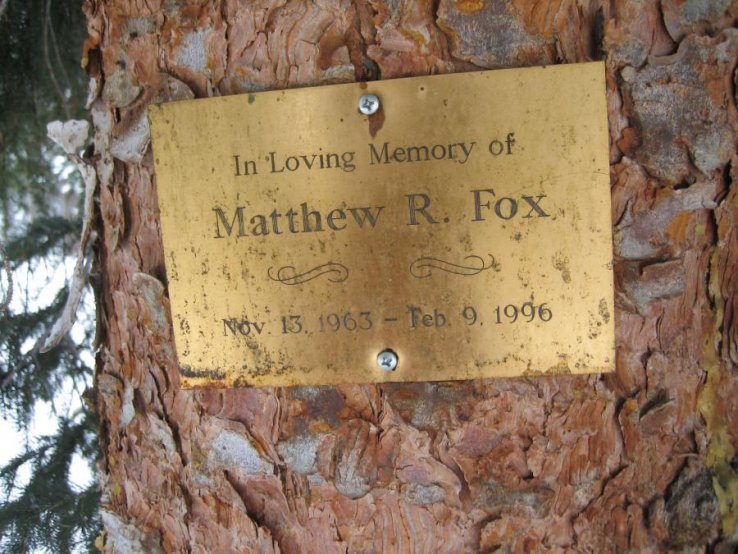 In Loving Memory of
Matthew R. Fox
Nov. 13, 1963 - Feb. 9, 1996